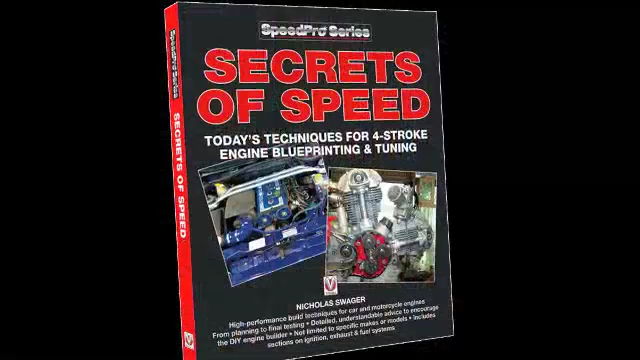 SpeedPro Series
SECRETS
OF SPEED
TODAY'S TECHNIQUES FOR 4-STROKE
ENGINE BLUEPRINTING & TUNING
V
NICHOLAS SWAGER
High-performance build techniques for car and motorcycle engines
From planning to final testing • Detailed, understandable advice to encourage
the DIY engine builder • Not limited to specific makes or models • Includes
sections on ignition, exhaust & fuel systems
SpeedPro Series
SECRETS OF SPEED
V